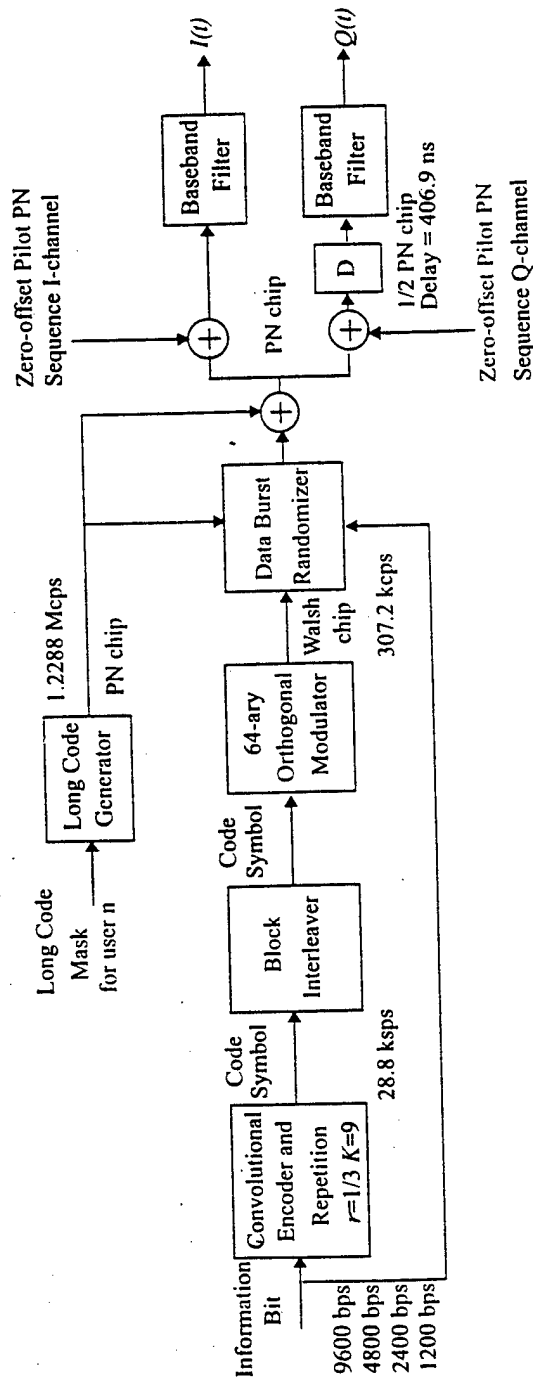 Information
Bit
9600 bps
4800 bps
2400 bps
1200 bps
Convolutional
Encoder and
Repetition
r=1/3 K=9
Code
Symbol
28.8 ksps
Block
Interleaver
Code
Symbol
64-ary
Orthogonal
Modulator
Walsh
chip
307.2 kcps
Data Burst
Randomizer
Long Code
Mask
for user n
Long Code
Generator
1.2288 Mcps
PN chip
Zero-offset Pilot PN
Sequence I-channel
PN chip
Baseband
Filter
I(t)
D
1/2 PN chip
Delay = 406.9 ns
Baseband
Filter
Q(t)
Zero-offset Pilot PN
Sequence Q-channel